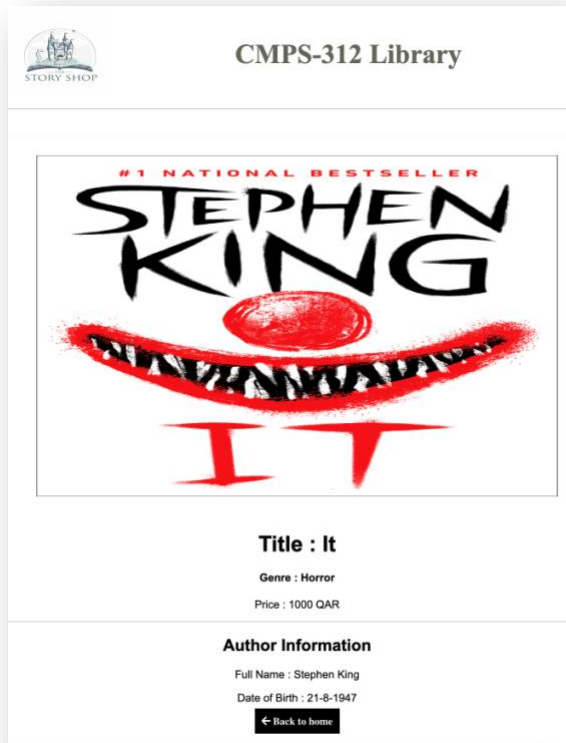 STORY SHOP
CMPS-312 Library
#1 NATIONAL BESTSELLER
STEPHEN
KING
IT
Title : It
Genre : Horror
Price : 1000 QAR
Author Information
Full Name : Stephen King
Date of Birth : 21-8-1947
← Back to home